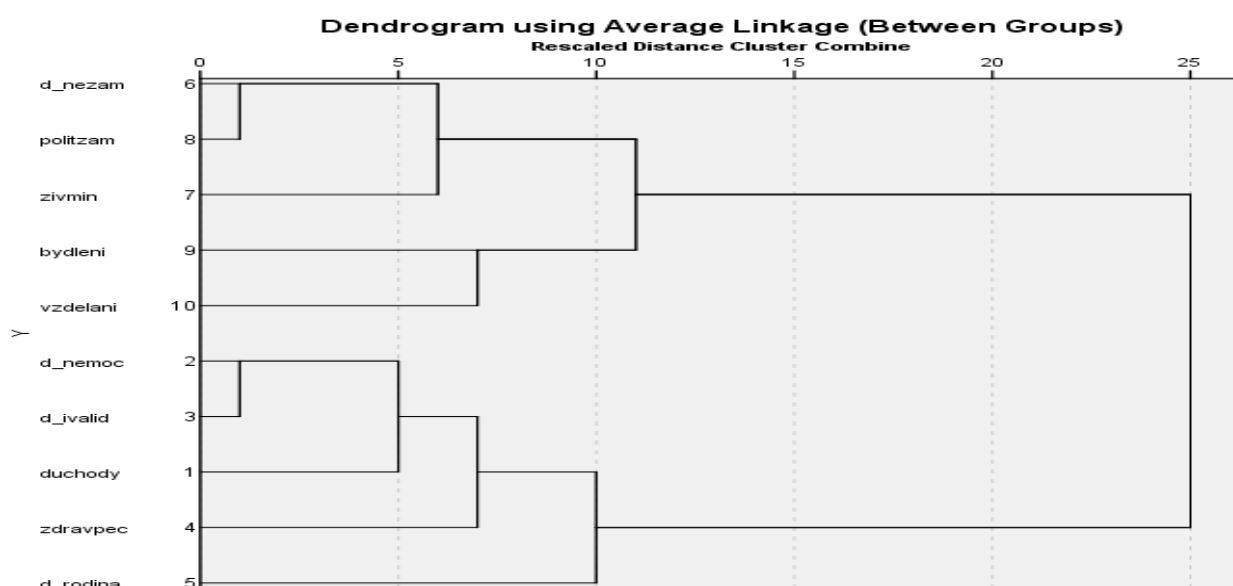 Dendrogram using Average Linkage (Between Groups)
Rescaled Distance Cluster Combine
0 5 10 15 20 25
d_nezam 6
politzam 8
zivmin 7
bydleni 9
vzdelani 10
Y
d_nemoc 2
d_ivalid 3
duchody 1
zdravpec 4
d_rodina 5